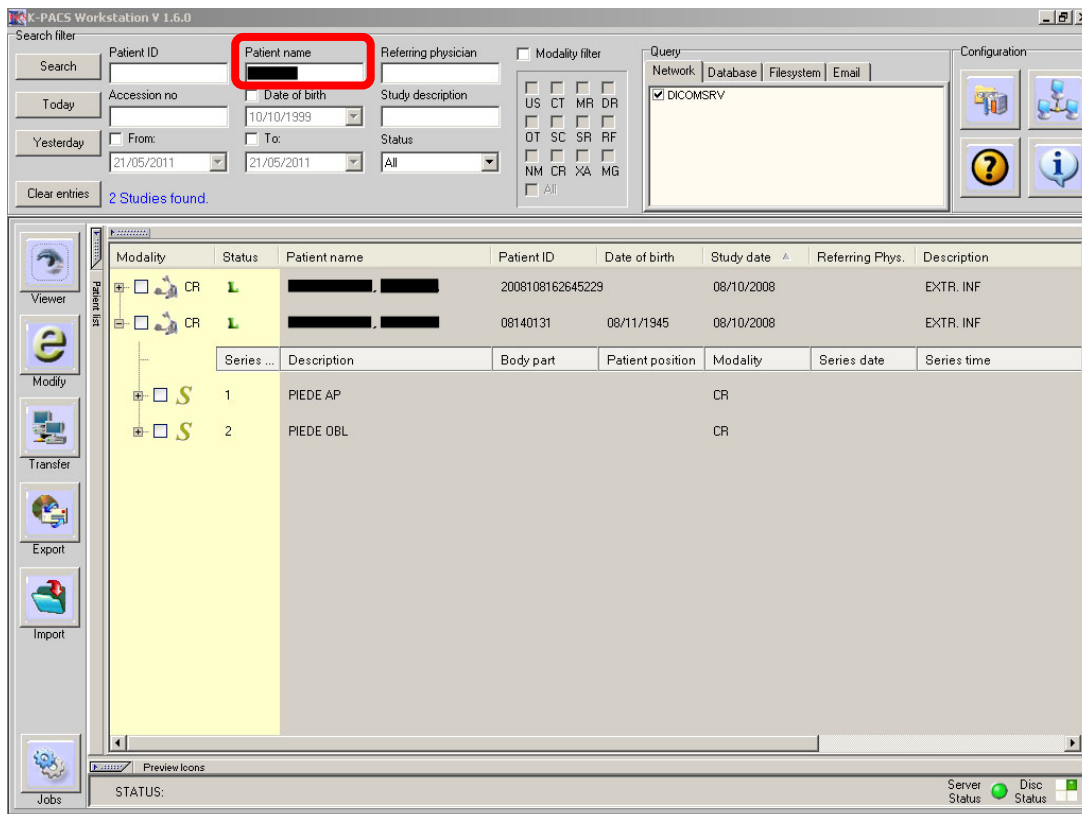 K-PACS Workstation V 1.6.0
Search filter
Search
Today
Yesterday
Clear entries
Patient ID
Patient name
Referring physician
Accession no
Date of birth
10/10/1999
Study description
From:
21/05/2011
To:
21/05/2011
Status
All
2 Studies found.
Modality filter
US CT MR DR
OT SC SR RF
NM CR XA MG
All
Query
Network Database Filesystem Email
DICOMSRV
Configuration
Viewer
Modify
Transfer
Export
Import
Jobs
Patient list
Modality Status Patient name Patient ID Date of birth Study date Referring Phys. Description
CR L , 2008108162645229 08/10/2008 EXTR. INF
CR L , 08140131 08/11/1945 08/10/2008 EXTR. INF
Series ... Description Body part Patient position Modality Series date Series time
S 1 PIEDE AP CR
S 2 PIEDE OBL CR
Preview Icons
STATUS:
Server Status
Disc Status